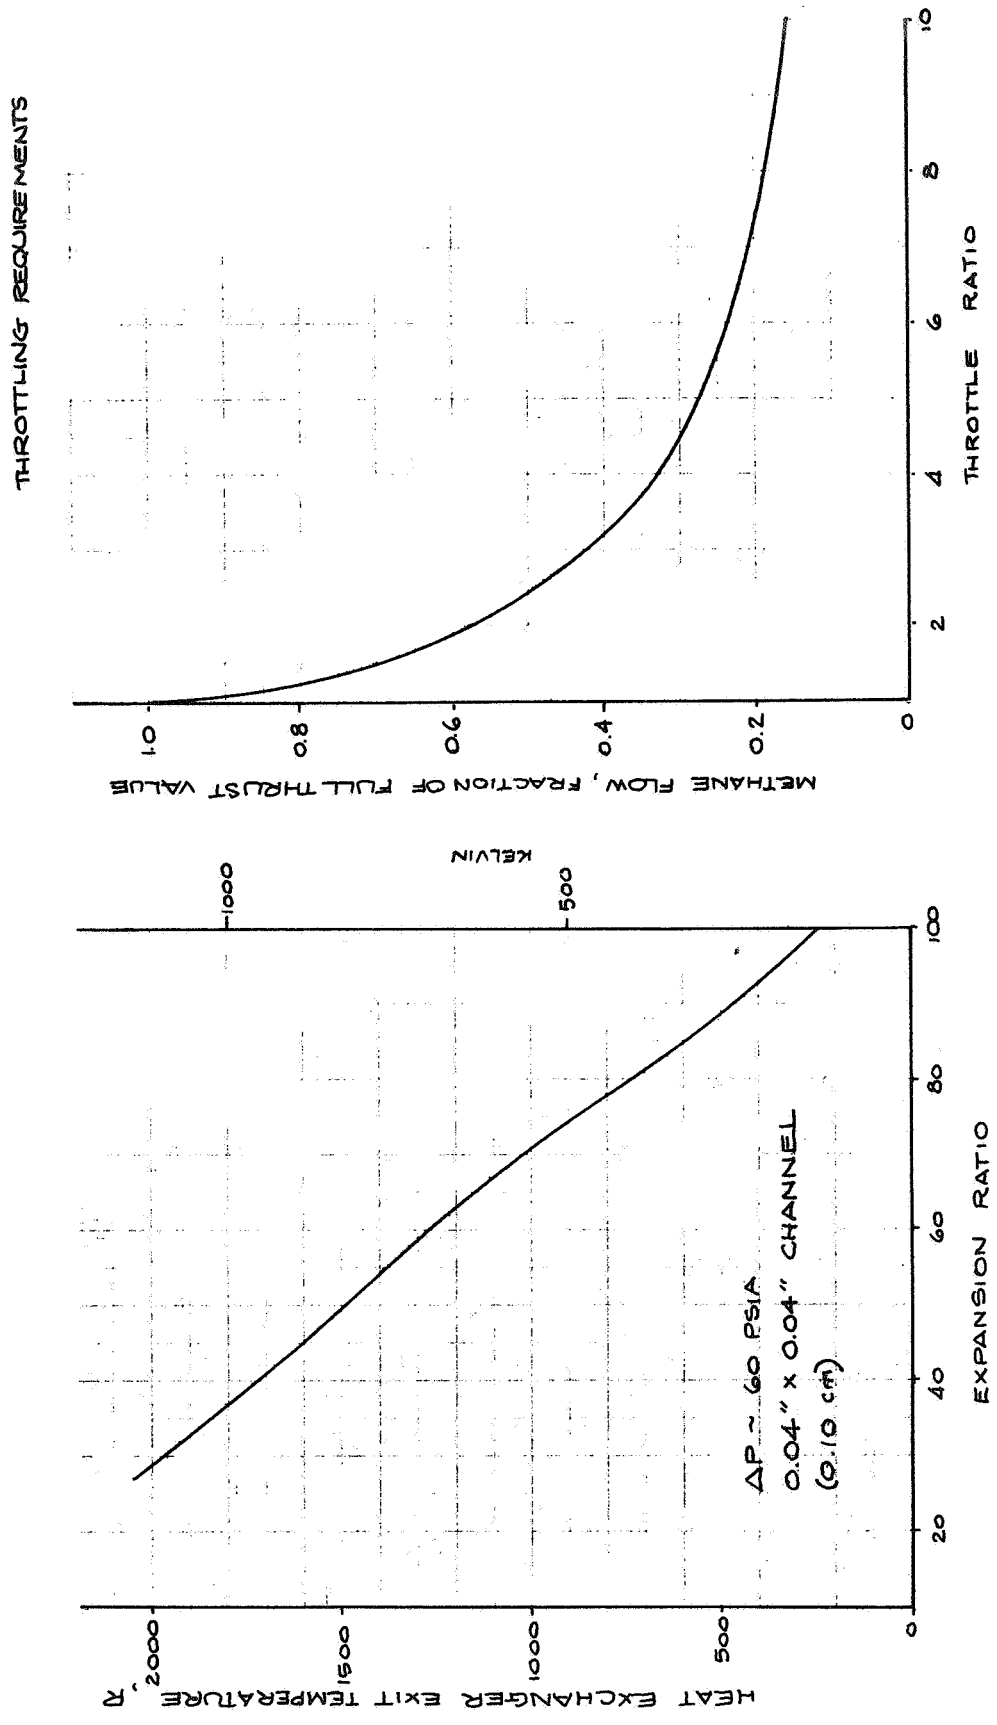 THROTTLING REQUIREMENTS
HEAT EXCHANGER EXIT TEMPERATURE, R
2000
1500
1000
500
0
20
40
60
80
100
EXPANSION RATIO
1000
500
KELVIN
ΔP ~ 60 PSIA
0.04" x 0.04" CHANNEL
(0.10 cm)
METHANE FLOW, FRACTION OF FULL THRUST VALUE
1.0
0.8
0.6
0.4
0.2
0
2
4
6
8
10
THROTTLE RATIO